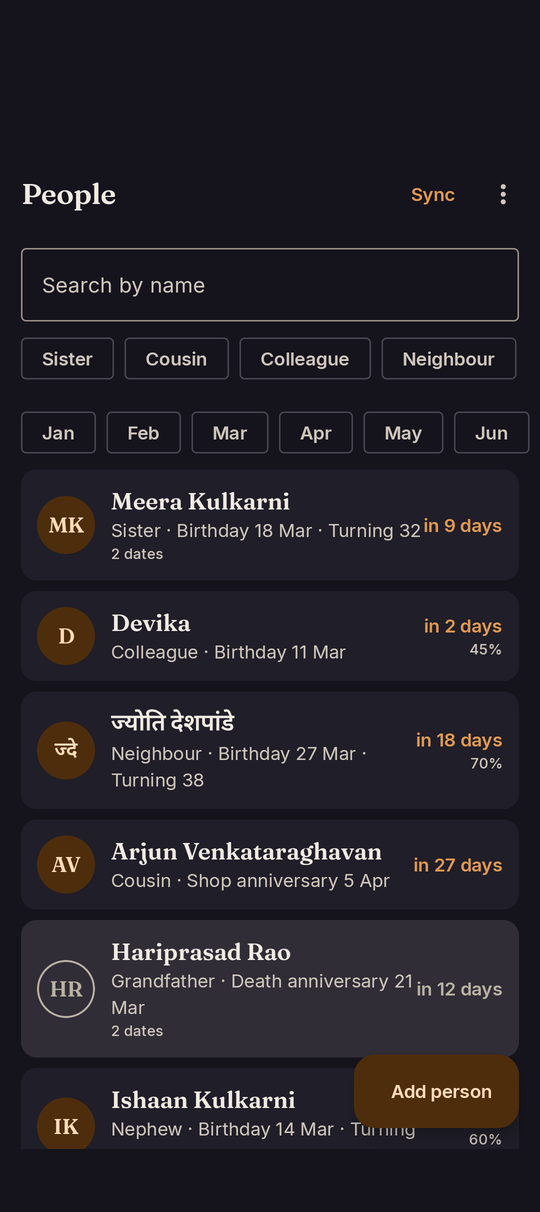 People
Sync
Search by name
Sister
Cousin
Colleague
Neighbour
Jan
Feb
Mar
Apr
May
Jun
MK
Meera Kulkarni
Sister · Birthday 18 Mar · Turning 32
2 dates
in 9 days
D
Devika
Colleague · Birthday 11 Mar
in 2 days
45%
ज्दे
ज्योति देशपांडे
Neighbour · Birthday 27 Mar ·
Turning 38
in 18 days
70%
AV
Arjun Venkataraghavan
Cousin · Shop anniversary 5 Apr
in 27 days
HR
Hariprasad Rao
Grandfather · Death anniversary 21
Mar
2 dates
in 12 days
IK
Ishaan Kulkarni
Nephew · Birthday 14 Mar · Turning
60%
Add person